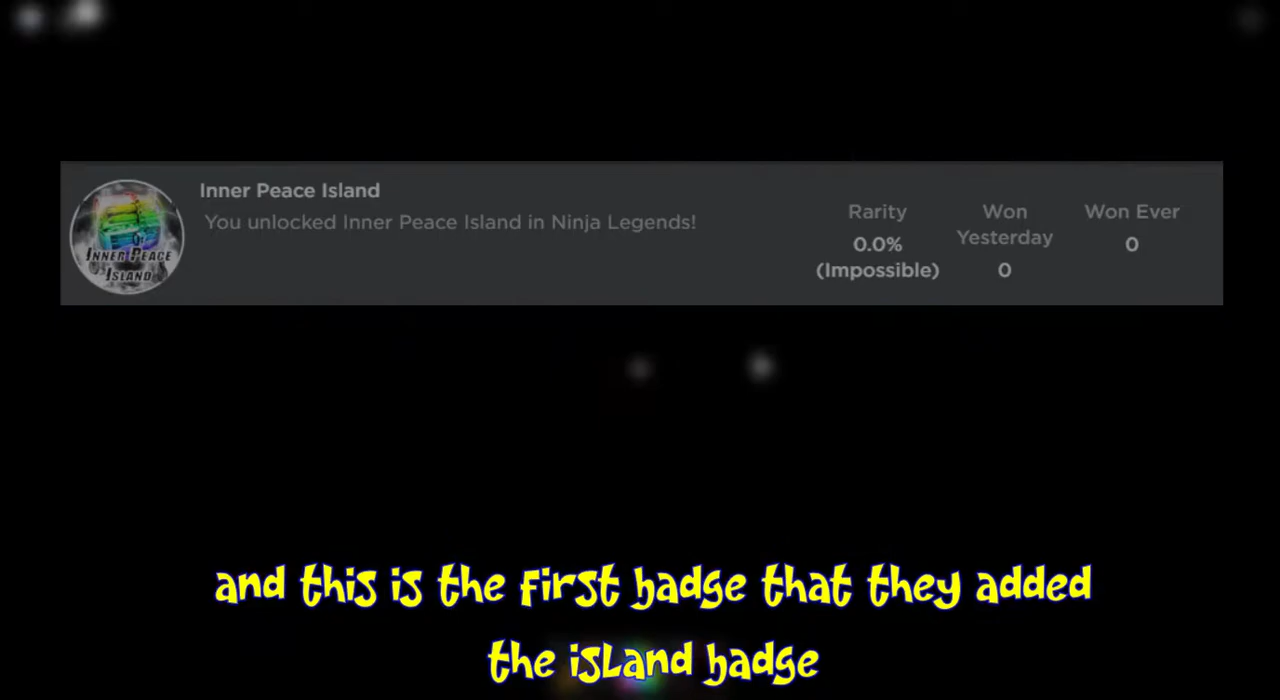 Inner Peace Island
You unlocked Inner Peace Island in Ninja Legends!
Rarity
0.0%
(Impossible)
Won
Yesterday
0
Won Ever
0
INNER PEACE
ISLAND
and this is the first badge that they added
the island badge